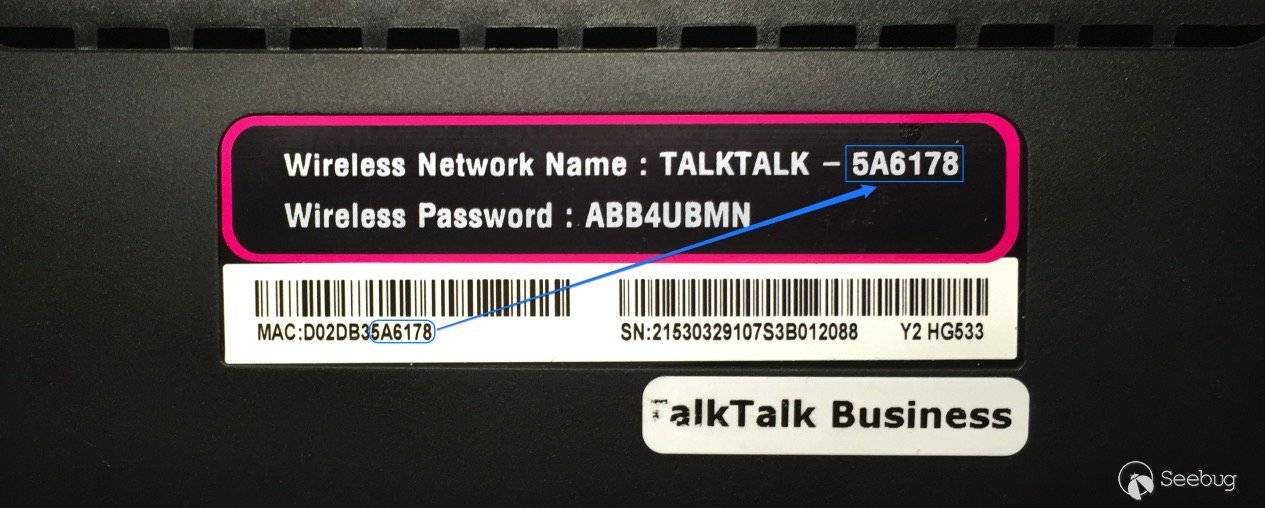 Wireless Network Name : TALKTALK – 5A6178
Wireless Password : ABB4UBMN
MAC:D02DB35A6178
SN:21530329107S3B012088 Y2 HG533
TalkTalk Business
Seebug